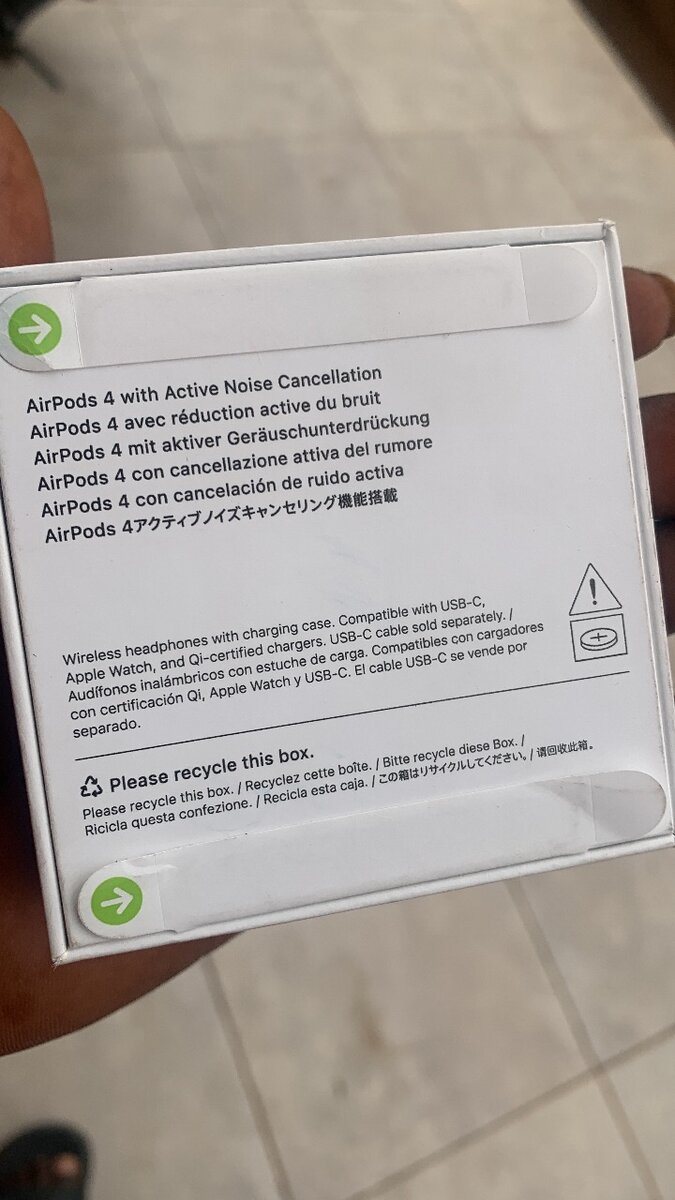 AirPods 4 with Active Noise Cancellation
AirPods 4 avec réduction active du bruit
AirPods 4 mit aktiver Geräuschunterdrückung
AirPods 4 con cancellazione attiva del rumore
AirPods 4 con cancelación de ruido activa
AirPods 4アクティブノイズキャンセリング機能搭載
Wireless headphones with charging case. Compatible with USB-C,
Apple Watch, and Qi-certified chargers. USB-C cable sold separately. /
Audífonos inalámbricos con estuche de carga. Compatibles con cargadores
con certificación Qi, Apple Watch y USB-C. El cable USB-C se vende por
separado.
Please recycle this box.
Please recycle this box. / Recyclez cette boîte. / Bitte recycle diese Box. /
Ricicla questa confezione. / Recicla esta caja. / この箱はリサイクルしてください。/ 请回收此箱。